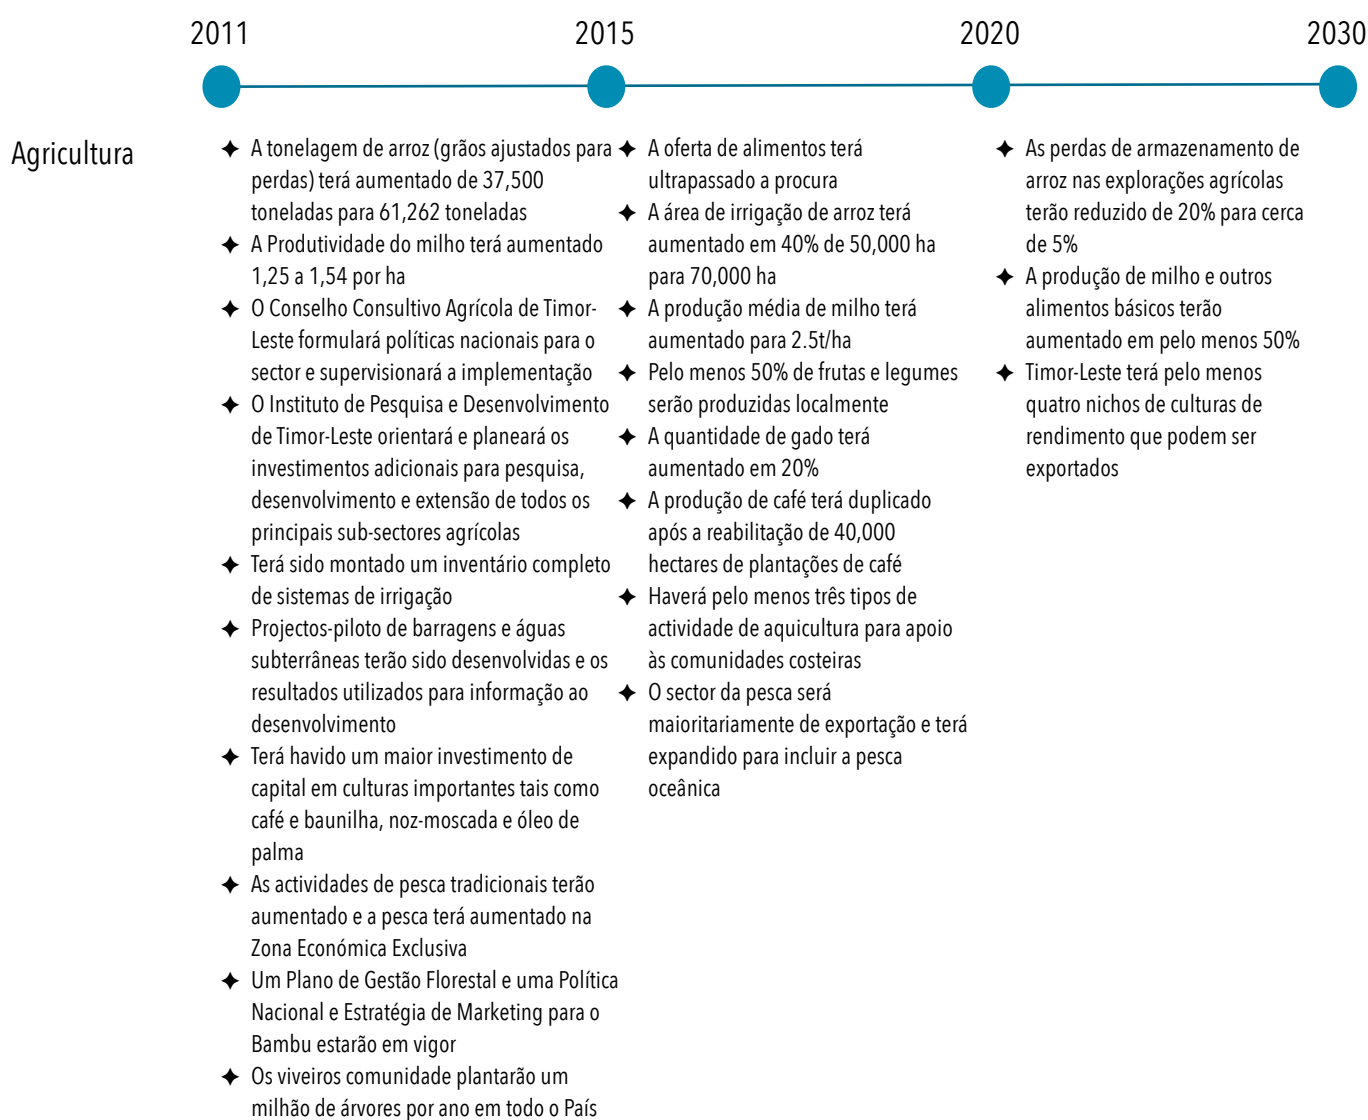 2011
2015
2020
2030
Agricultura
✦ A tonelagem de arroz (grãos ajustados para
perdas) terá aumentado de 37,500
toneladas para 61,262 toneladas
✦ A Produtividade do milho terá aumentado
1,25 a 1,54 por ha
✦ O Conselho Consultivo Agrícola de Timor-
Leste formulará políticas nacionais para o
sector e supervisionará a implementação
✦ O Instituto de Pesquisa e Desenvolvimento
de Timor-Leste orientará e planeará os
investimentos adicionais para pesquisa,
desenvolvimento e extensão de todos os
principais sub-sectores agrícolas
✦ Terá sido montado um inventário completo
de sistemas de irrigação
✦ Projectos-piloto de barragens e águas
subterrâneas terão sido desenvolvidas e os
resultados utilizados para informação ao
desenvolvimento
✦ Terá havido um maior investimento de
capital em culturas importantes tais como
café e baunilha, noz-moscada e óleo de
palma
✦ As actividades de pesca tradicionais terão
aumentado e a pesca terá aumentado na
Zona Económica Exclusiva
✦ Um Plano de Gestão Florestal e uma Política
Nacional e Estratégia de Marketing para o
Bambu estarão em vigor
✦ Os viveiros comunidade plantarão um
milhão de árvores por ano em todo o País
✦ A oferta de alimentos terá
ultrapassado a procura
✦ A área de irrigação de arroz terá
aumentado em 40% de 50,000 ha
para 70,000 ha
✦ A produção média de milho terá
aumentado para 2.5t/ha
✦ Pelo menos 50% de frutas e legumes
serão produzidas localmente
✦ A quantidade de gado terá
aumentado em 20%
✦ A produção de café terá duplicado
após a reabilitação de 40,000
hectares de plantações de café
✦ Haverá pelo menos três tipos de
actividade de aquicultura para apoio
às comunidades costeiras
✦ O sector da pesca será
maioritariamente de exportação e terá
expandido para incluir a pesca
oceânica
✦ As perdas de armazenamento de
arroz nas explorações agrícolas
terão reduzido de 20% para cerca
de 5%
✦ A produção de milho e outros
alimentos básicos terão
aumentado em pelo menos 50%
✦ Timor-Leste terá pelo menos
quatro nichos de culturas de
rendimento que podem ser
exportados